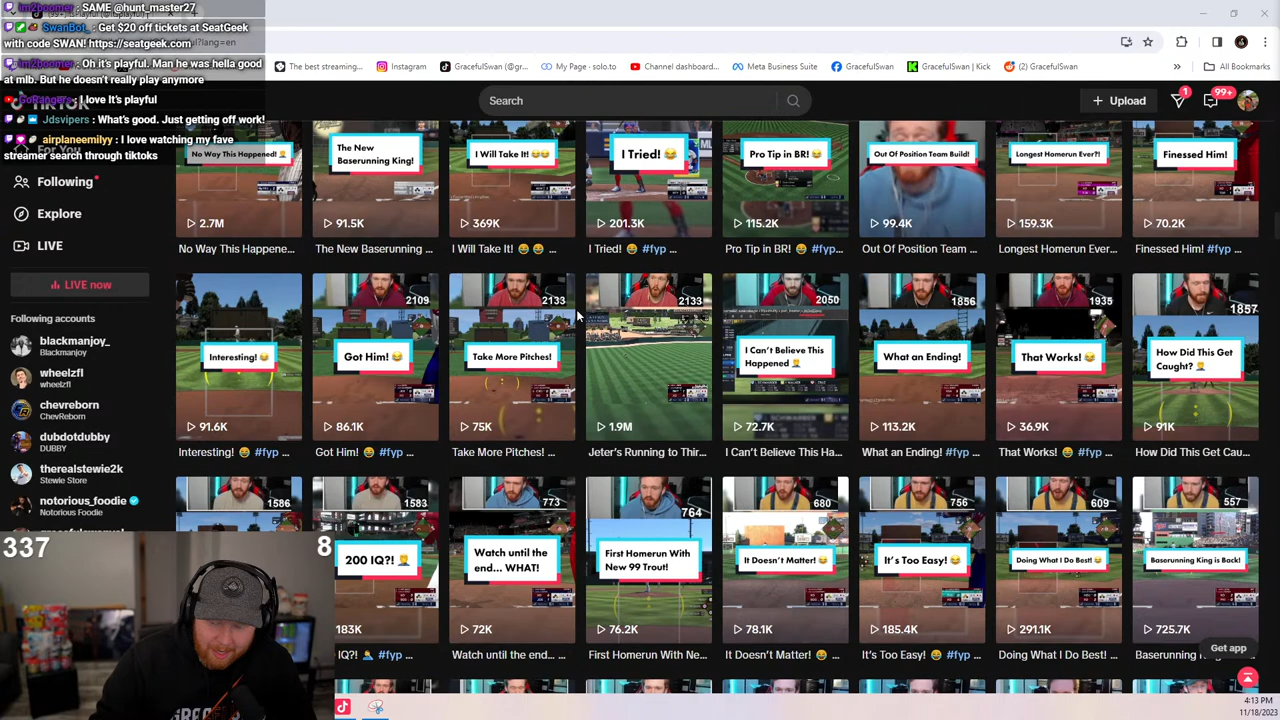 im2boomer: SAME @hunt_master27
SwanBot_: Get $20 off tickets at SeatGeek
with code SWAN! https://seatgeek.com
im2boomer: Oh it's playful. Man he was hella good
at mlb. But he doesn't really play anymore
GoRangers: I love It's playful
Jdsvipers: What's good. Just getting off work!
airplaneemilyy: I love watching my fave
streamer search through tiktoks
?lang=en
The best streaming...
Instagram
GracefulSwan (@gr...
My Page - solo.to
Channel dashboard...
Meta Business Suite
GracefulSwan
GracefulSwan | Kick
(2) GracefulSwan
»
All Bookmarks
Search
+ Upload
1
99+
For You
Following
Explore
LIVE
LIVE now
Following accounts
blackmanjoy_
Blackmanjoy
wheelzfl
wheelzfl
chevreborn
ChevReborn
dubdotdubby
DUBBY
therealstewie2k
Stewie Store
notorious_foodie
Notorious Foodie
No Way This Happened! 🤦
The New
Baserunning King!
I Will Take It! 😂😂
I Tried! 😂
Pro Tip in BR! 😂
Out Of Position Team Build!
Longest Homerun Ever?!
Finessed Him!
2.7M
91.5K
369K
201.3K
115.2K
99.4K
159.3K
70.2K
No Way This Happene...
The New Baserunning ...
I Will Take It! 😂 😂 ...
I Tried! 😂 #fyp ...
Pro Tip in BR! 😂 ...
Out Of Position Team ...
Longest Homerun Ever...
Finessed Him! #fyp ...
2109
2133
2133
2050
1856
1935
1857
Interesting! 😂
Got Him! 😂
Take More Pitches!
I Can't Believe This
Happened 🤦
What an Ending!
That Works! 😂
How Did This Get
Caught? 🤦
91.6K
86.1K
75K
1.9M
72.7K
113.2K
36.9K
91K
Interesting! 😂 #fyp ...
Got Him! 😂 #fyp ...
Take More Pitches! ...
Jeter's Running to Thir...
I Can't Believe This Ha...
What an Ending! #fyp ...
That Works! 😂 #fyp ...
How Did This Get Cau...
1586
1583
773
764
680
756
609
557
200 IQ?! 🤦
Watch until the
end... WHAT!
First Homerun With
New 99 Trout!
It Doesn't Matter! 😂
It's Too Easy! 😂
Doing What I Do Best! 😂
Baserunning King is Back!
183K
72K
76.2K
78.1K
185.4K
291.1K
725.7K
IQ?! 🤦‍♂️ #fyp ...
Watch until the end...
First Homerun With Ne...
It Doesn't Matter! 😂 ...
It's Too Easy! 😂 #fyp ...
Doing What I Do Best! ...
Baserunning
Get app
337
8
4:13 PM
11/18/2023